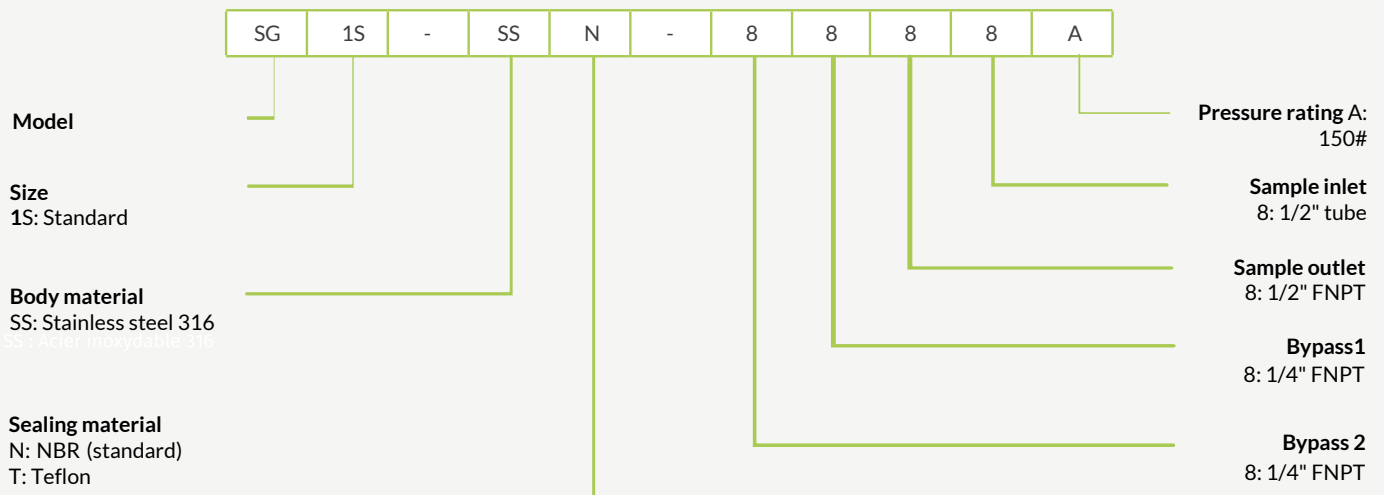 SG 1S - SS N - 8 8 8 8 A
Model
Size
1S: Standard
Body material
SS: Stainless steel 316
SS : Acier inoxydable 316
Sealing material
N: NBR (standard)
T: Teflon
Pressure rating A:
150#
Sample inlet
8: 1/2" tube
Sample outlet
8: 1/2" FNPT
Bypass1
8: 1/4" FNPT
Bypass 2
8: 1/4" FNPT